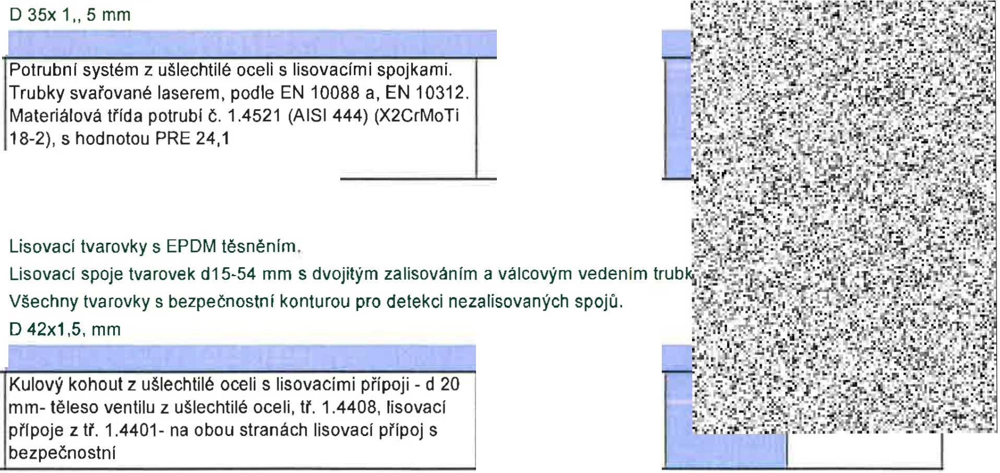 D 35x 1,, 5 mm
Potrubní systém z ušlechtilé oceli s lisovacími spojkami.
Trubky svařované laserem, podle EN 10088 a, EN 10312.
Materiálová třída potrubí č. 1.4521 (AISI 444) (X2CrMoTi
18-2), s hodnotou PRE 24,1
Lisovací tvarovky s EPDM těsněním.
Lisovací spoje tvarovek d15-54 mm s dvojitým zalisováním a válcovým vedením
Všechny tvarovky s bezpečnostní konturou pro detekci nezalisovaných spojů.
D 42x1,5, mm
Kulový kohout z ušlechtilé oceli s lisovacími přípoji - d 20
mm- těleso ventilu z ušlechtilé oceli, tř. 1.4408, lisovací
přípoje z tř. 1.4401- na obou stranách lisovací přípoj s
bezpečnostní